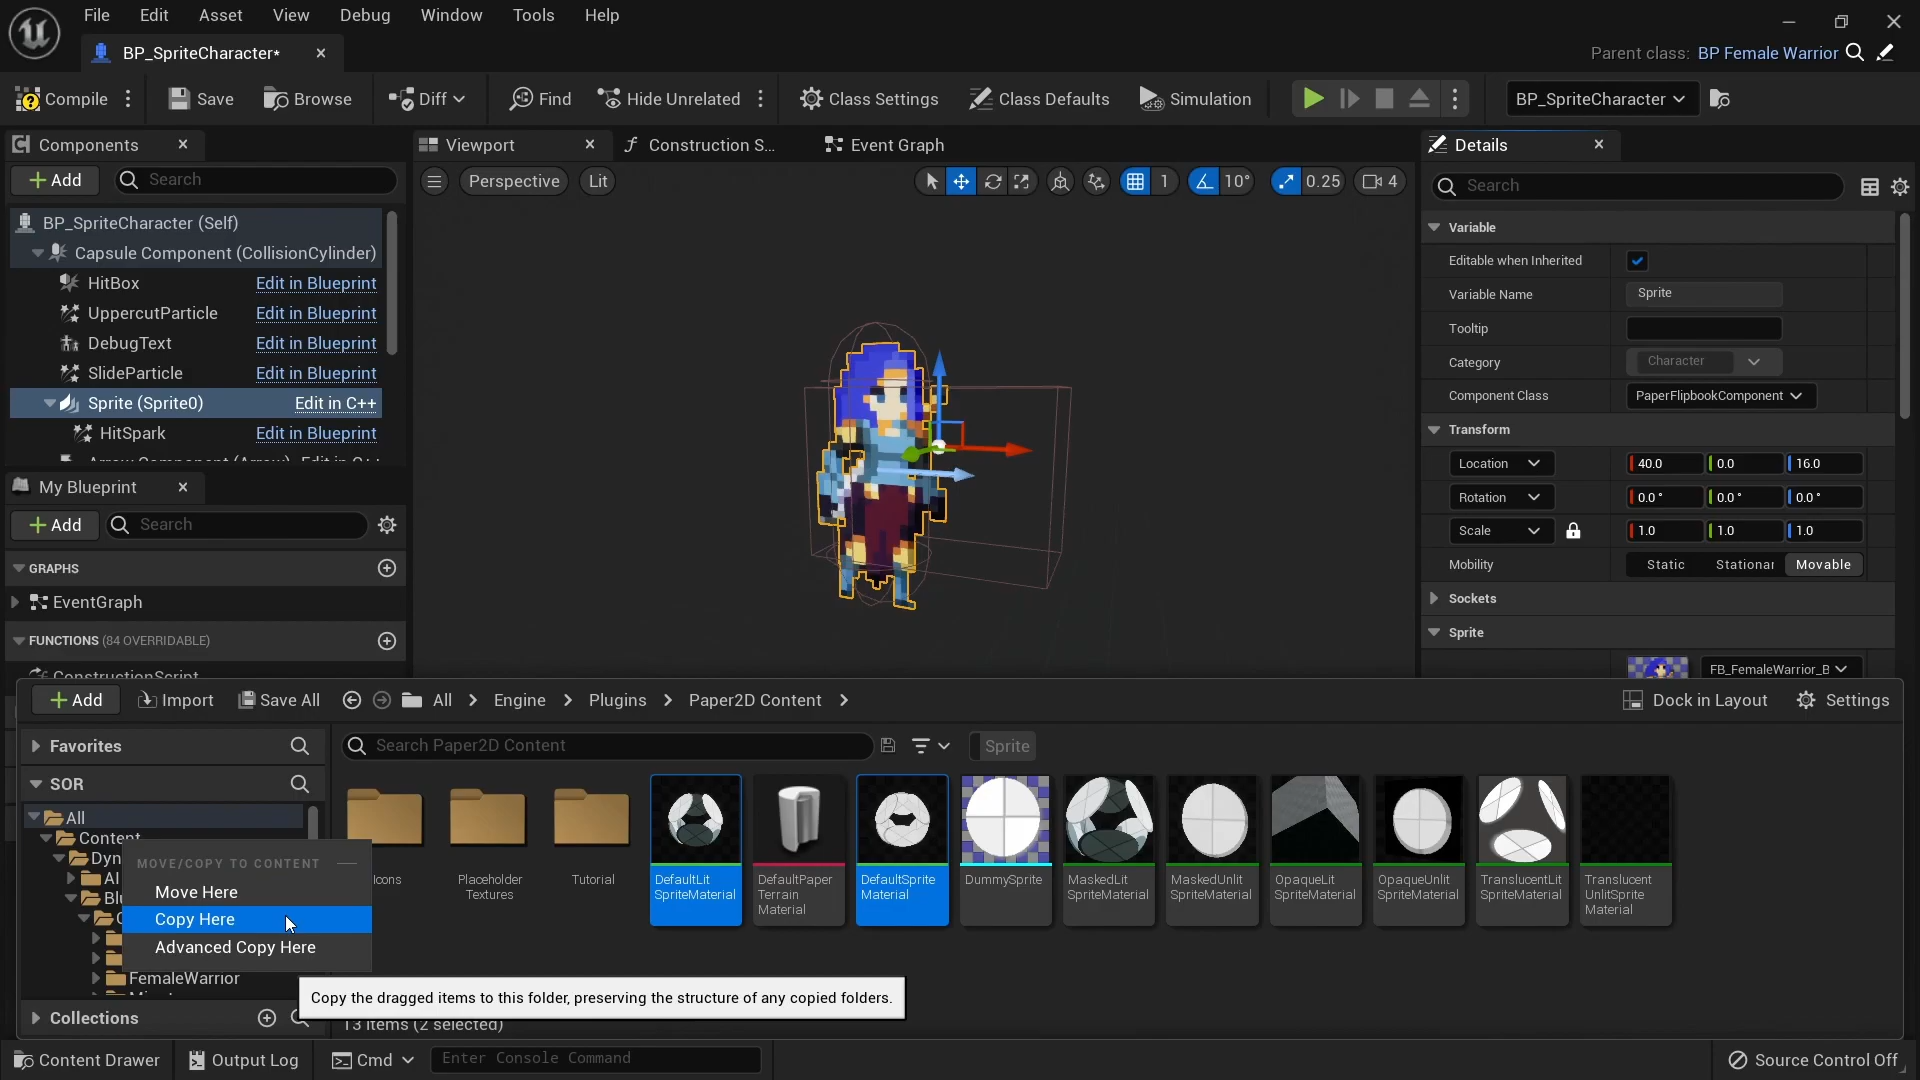 File Edit Asset View Debug Window Tools Help
BP_SpriteCharacter*
Parent class: BP Female Warrior
Compile Save Browse Diff Find Hide Unrelated Class Settings Class Defaults Simulation BP_SpriteCharacter
Components
Add Search
BP_SpriteCharacter (Self)
Capsule Component (CollisionCylinder)
HitBox Edit in Blueprint
UppercutParticle Edit in Blueprint
DebugText Edit in Blueprint
SlideParticle Edit in Blueprint
Sprite (Sprite0) Edit in C++
HitSpark Edit in Blueprint
Arrow Component (Arrow) Edit in C++
My Blueprint
Add Search
GRAPHS
EventGraph
FUNCTIONS (84 OVERRIDABLE)
ConstructionScript
Viewport Construction S... Event Graph
Perspective Lit 1 10° 0.25 4
Details
Search
Variable
Editable when Inherited
Variable Name Sprite
Tooltip
Category Character
Component Class PaperFlipbookComponent
Transform
Location 40.0 0.0 16.0
Rotation 0.0° 0.0° 0.0°
Scale 1.0 1.0 1.0
Mobility Static Stationar Movable
Sockets
Sprite
FB_FemaleWarrior_B
Add Import Save All All Engine Plugins Paper2D Content Dock in Layout Settings
Favorites
SOR
All
Content
Dyn
AI
Bl
C
FemaleWarrior
Collections
MOVE/COPY TO CONTENT
Move Here
Copy Here
Advanced Copy Here
Copy the dragged items to this folder, preserving the structure of any copied folders.
Search Paper2D Content Sprite
Icons
Placeholder
Textures
Tutorial
DefaultLit
SpriteMaterial
DefaultPaper
Terrain
Material
DefaultSprite
Material
DummySprite
MaskedLit
SpriteMaterial
MaskedUnlit
SpriteMaterial
OpaqueLit
SpriteMaterial
OpaqueUnlit
SpriteMaterial
TranslucentLit
SpriteMaterial
Translucent
UnlitSprite
Material
13 items (2 selected)
Content Drawer Output Log Cmd Enter Console Command Source Control Off